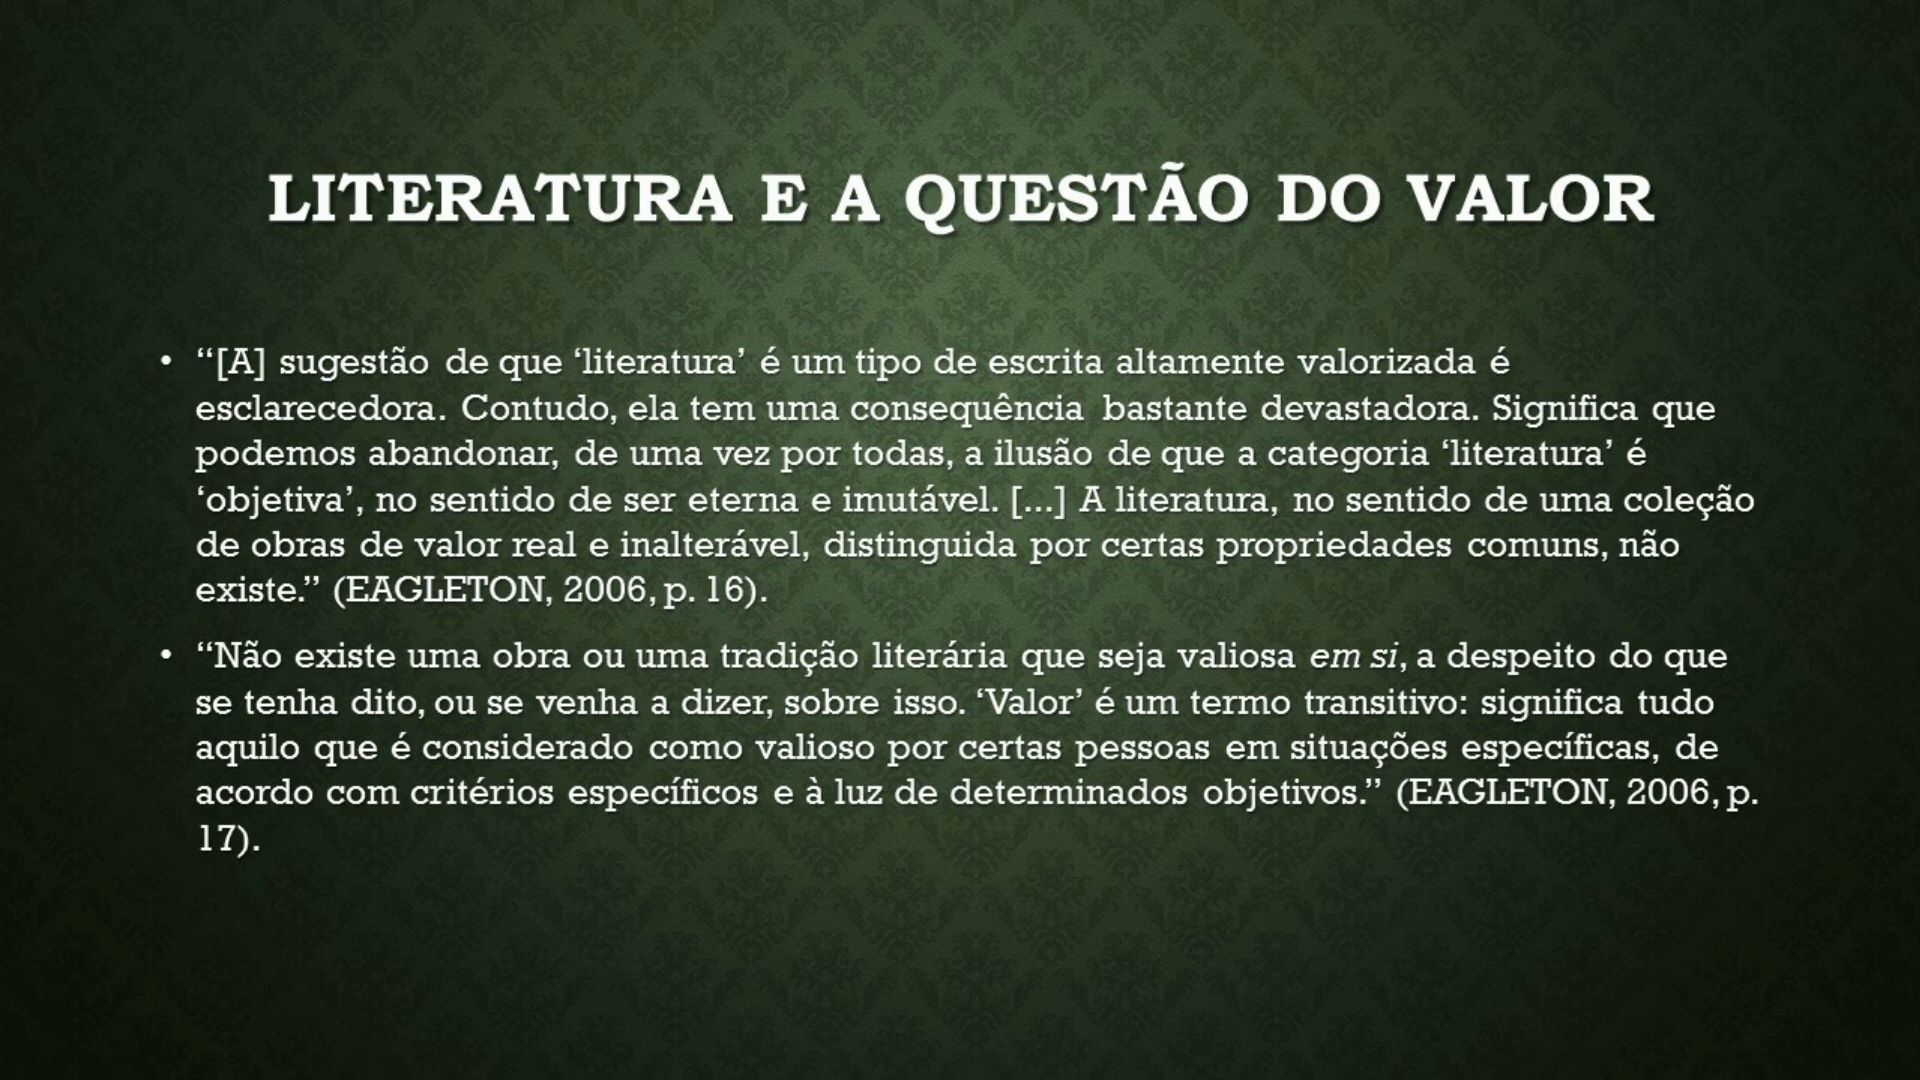 LITERATURA E A QUESTÃO DO VALOR
• “[A] sugestão de que ‘literatura’ é um tipo de escrita altamente valorizada é
esclarecedora. Contudo, ela tem uma consequência bastante devastadora. Significa que
podemos abandonar, de uma vez por todas, a ilusão de que a categoria ‘literatura’ é
‘objetiva’, no sentido de ser eterna e imutável. [...] A literatura, no sentido de uma coleção
de obras de valor real e inalterável, distinguida por certas propriedades comuns, não
existe.” (EAGLETON, 2006, p. 16).
• “Não existe uma obra ou uma tradição literária que seja valiosa em si, a despeito do que
se tenha dito, ou se venha a dizer, sobre isso. ‘Valor’ é um termo transitivo: significa tudo
aquilo que é considerado como valioso por certas pessoas em situações específicas, de
acordo com critérios específicos e à luz de determinados objetivos.” (EAGLETON, 2006, p.
17).